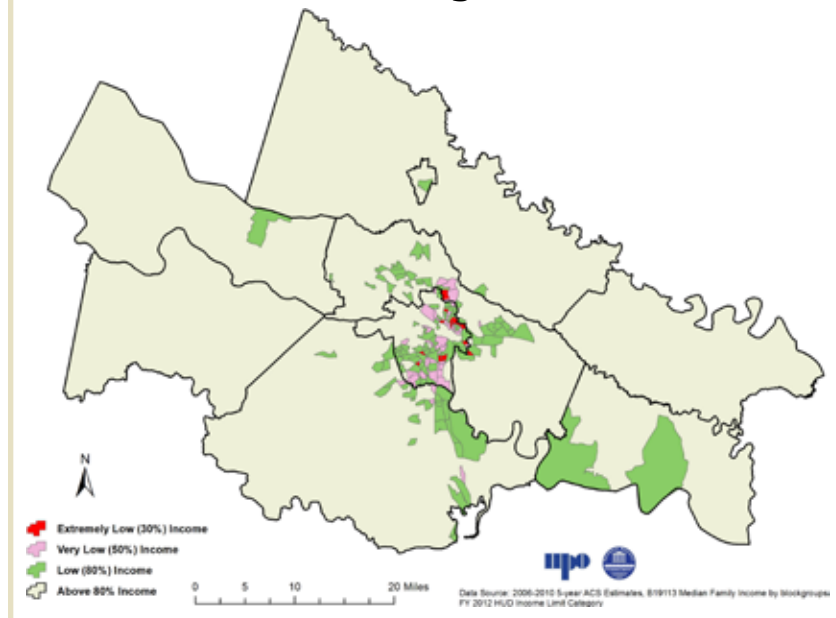 N
Extremely Low (30%) Income
Very Low (50%) Income
Low (80%) Income
Above 80% Income
0 5 10 20 Miles
mpo
Data Source: 2006-2010 5-year ACS Estimates, B19113 Median Family Income by blockgroups
FY 2012 HUD Income Limit Category